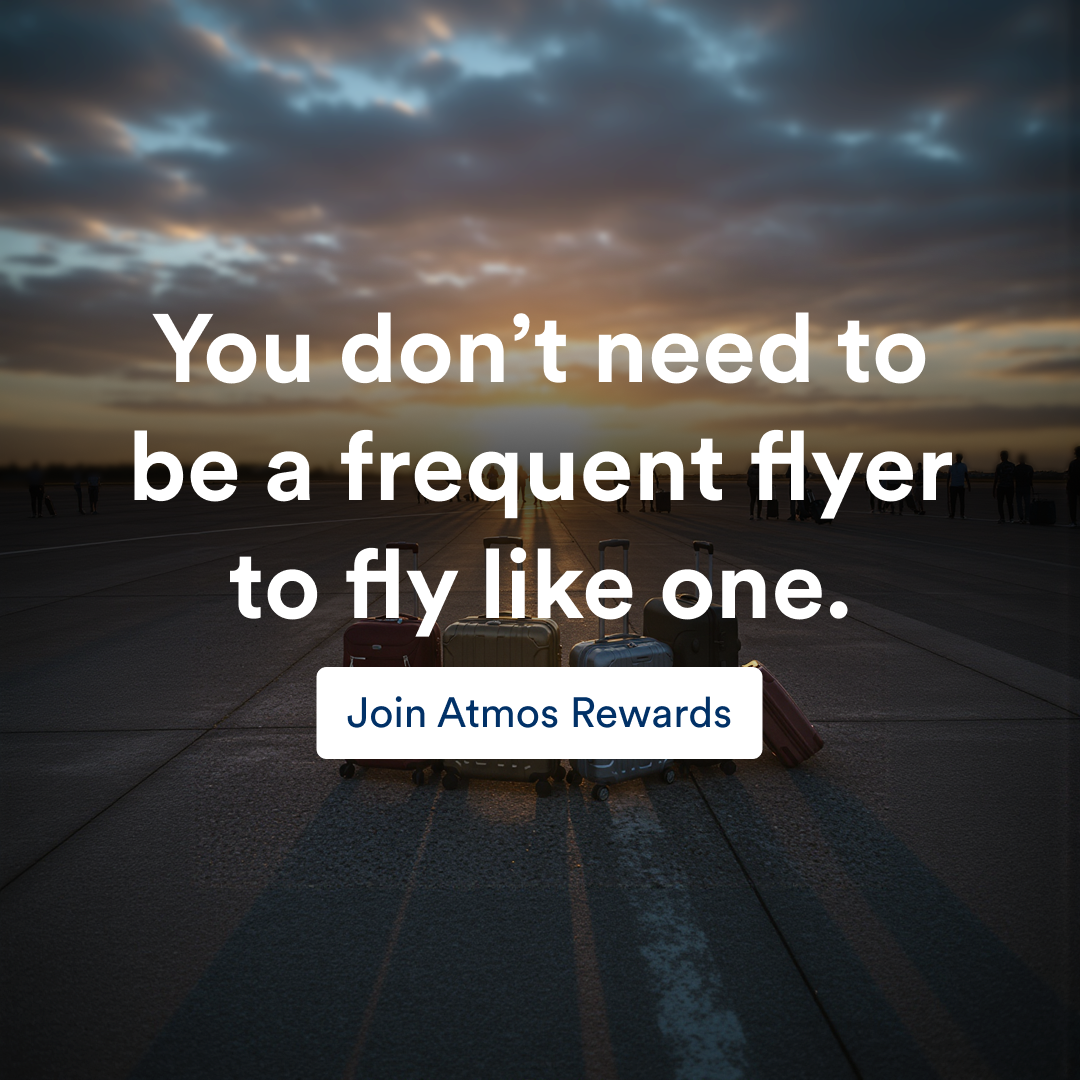 You don’t need to
be a frequent flyer
to fly like one.
Join Atmos Rewards